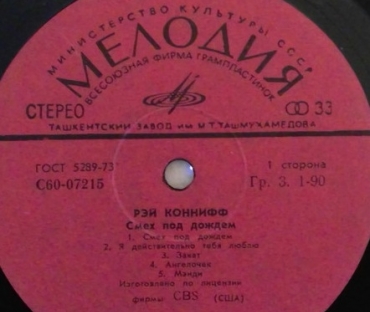 МИНИСТЕРСТВО КУЛЬТУРЫ СССР
МЕЛОДИЯ
ВСЕСОЮЗНАЯ ФИРМА ГРАМПЛАСТИНОК
СТЕРЕО
33
ТАШКЕНТСКИЙ ЗАВОД ИМ. М.Т.ТАШМУХАМЕДОВА
ГОСТ 5289-73
1 сторона
С60-07215
Гр. 3. 1-90
РЭЙ КОННИФФ
Смех под дождем
1. Смех под дождем
2. Я действительно тебя люблю
3. Закат
4. Ангелочек
5. Манди
Изготовлено по лицензии
фирмы CBS (США)